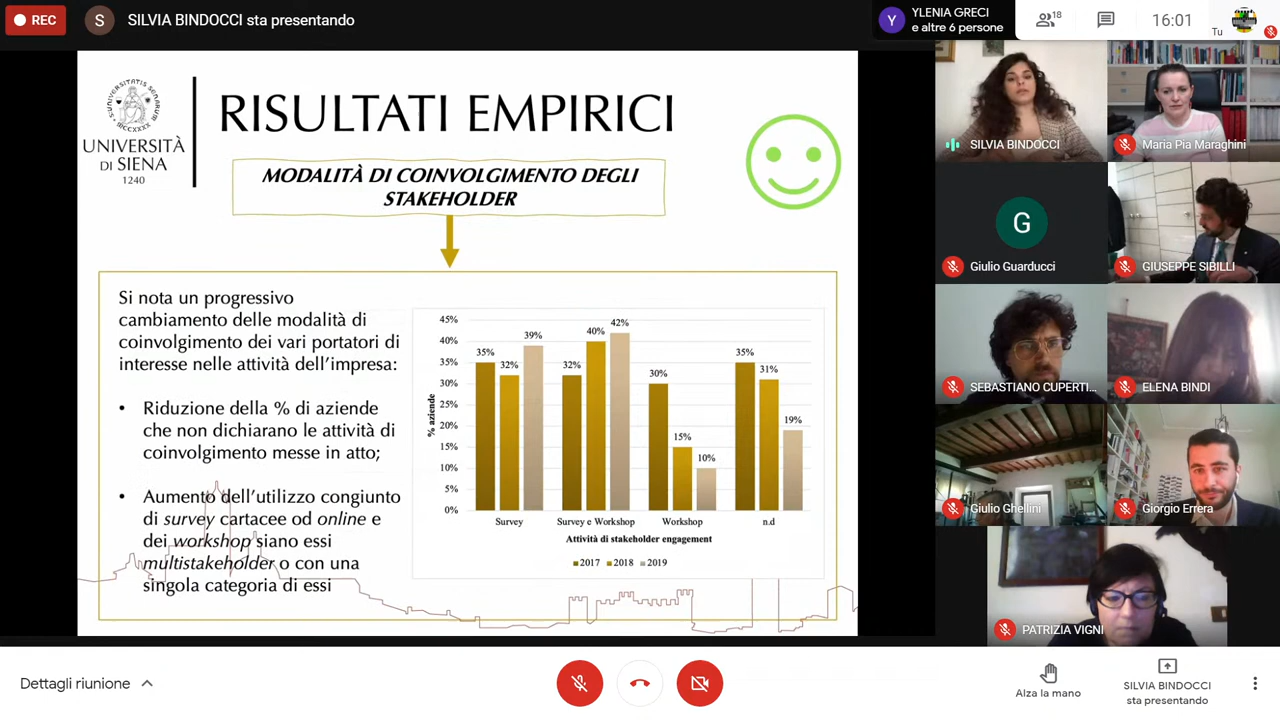 REC
S
SILVIA BINDOCCI sta presentando
Y
YLENIA GRECI
e altre 6 persone
18
16:01
Tu
UNIVERSITÀ
DI SIENA
1240
RISULTATI EMPIRICI
MODALITÀ DI COINVOLGIMENTO DEGLI
STAKEHOLDER
Si nota un progressivo
cambiamento delle modalità di
coinvolgimento dei vari portatori di
interesse nelle attività dell'impresa:
• Riduzione della % di aziende
che non dichiarano le attività di
coinvolgimento messe in atto;
• Aumento dell'utilizzo congiunto
di survey cartacee od online e
dei workshop siano essi
multistakeholder o con una
singola categoria di essi
% aziende
45%
40%
35%
30%
25%
20%
15%
10%
5%
0%
35%
32%
39%
32%
40%
42%
30%
15%
10%
35%
31%
19%
Survey
Survey e Workshop
Workshop
n.d
Attività di stakeholder engagement
2017 2018 2019
SILVIA BINDOCCI
Maria Pia Maraghini
G
Giulio Guarducci
GIUSEPPE SIBILLI
SEBASTIANO CUPERTI...
ELENA BINDI
Giulio Ghellini
Giorgio Errera
PATRIZIA VIGNI
Dettagli riunione
Alza la mano
SILVIA BINDOCCI
sta presentando